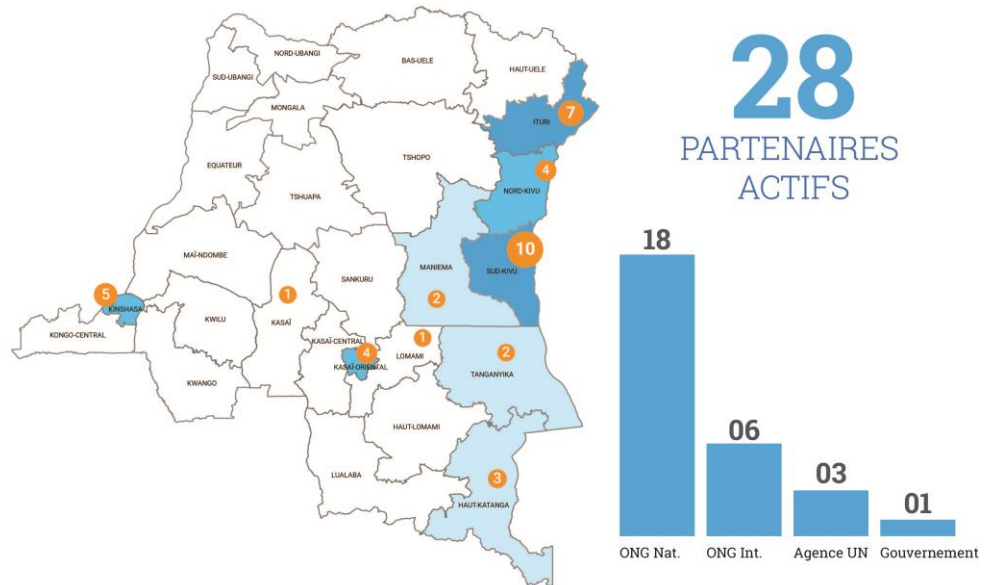 NORD-UBANGI
SUD-UBANGI
BAS-UELE
HAUT-UELE
MONGALA
ITURI
7
EQUATEUR
TSHOPO
TSHUAPA
4
NORD-KIVU
MAÏ-NDOMBE
SANKURU
MANIEMA
2
10
SUD-KIVU
5
KINSHASA
1
KASAÏ
KONGO-CENTRAL
KWILU
KWANGO
KASAÏ-CENTRAL
4
KASAÏ-ORIENTAL
1
LOMAMI
2
TANGANYIKA
HAUT-LOMAMI
LUALABA
3
HAUT-KATANGA
28
PARTENAIRES
ACTIFS
18
06
03
01
ONG Nat. ONG Int. Agence UN Gouvernement